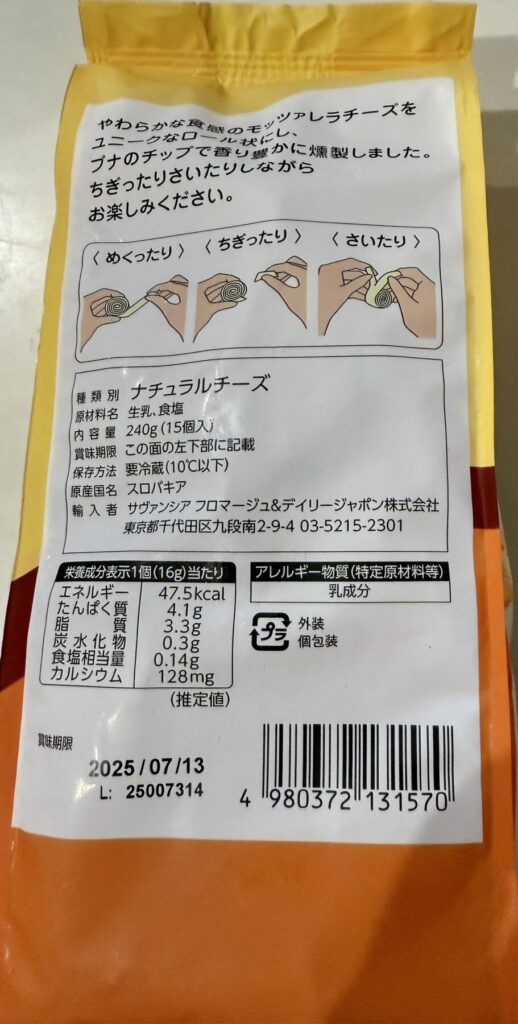 やわらかな食感のモッツァレラチーズを
ユニークなロール状にし、
ブナのチップで香り豊かに燻製しました。
ちぎったりさいたりしながら
お楽しみください。
〈 めくったり 〉 〈 ちぎったり 〉 〈 さいたり 〉
種類別 ナチュラルチーズ
原材料名 生乳、食塩
内容量 240g(15個入)
賞味期限 この面の左下部に記載
保存方法 要冷蔵(10℃以下)
原産国名 スロバキア
輸入者 サヴァンシア フロマージュ&デイリージャポン株式会社
東京都千代田区九段南2-9-4 03-5215-2301
栄養成分表示1個(16g)当たり
エネルギー 47.5kcal
たんぱく質 4.1g
脂質 3.3g
炭水化物 0.3g
食塩相当量 0.14g
カルシウム 128mg
(推定値)
アレルギー物質(特定原材料等)
乳成分
プラ
外装
個包装
賞味期限
2025/07/13
L: 25007314
4 980372 131570